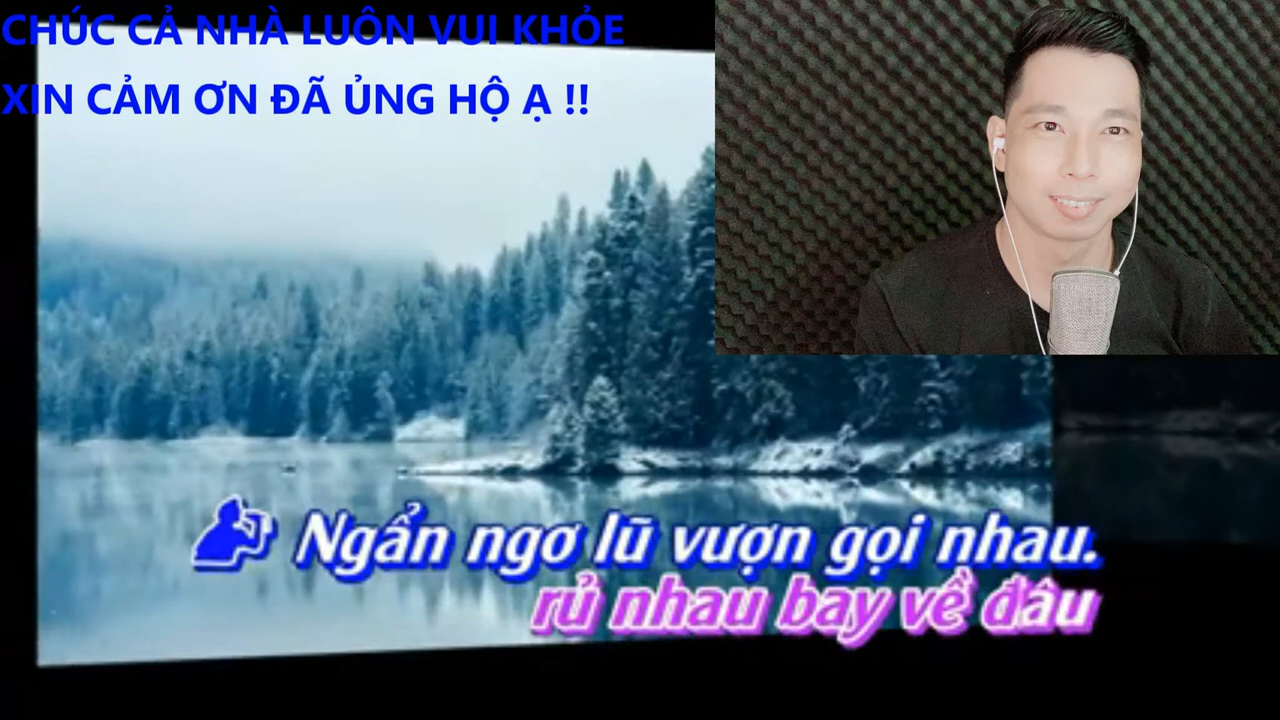 CHÚC CẢ NHÀ LUÔN VUI KHỎE
XIN CẢM ƠN ĐÃ ỦNG HỘ Ạ !!
Ngẩn ngơ lũ vượn gọi nhau.
rủ nhau bay về đâu